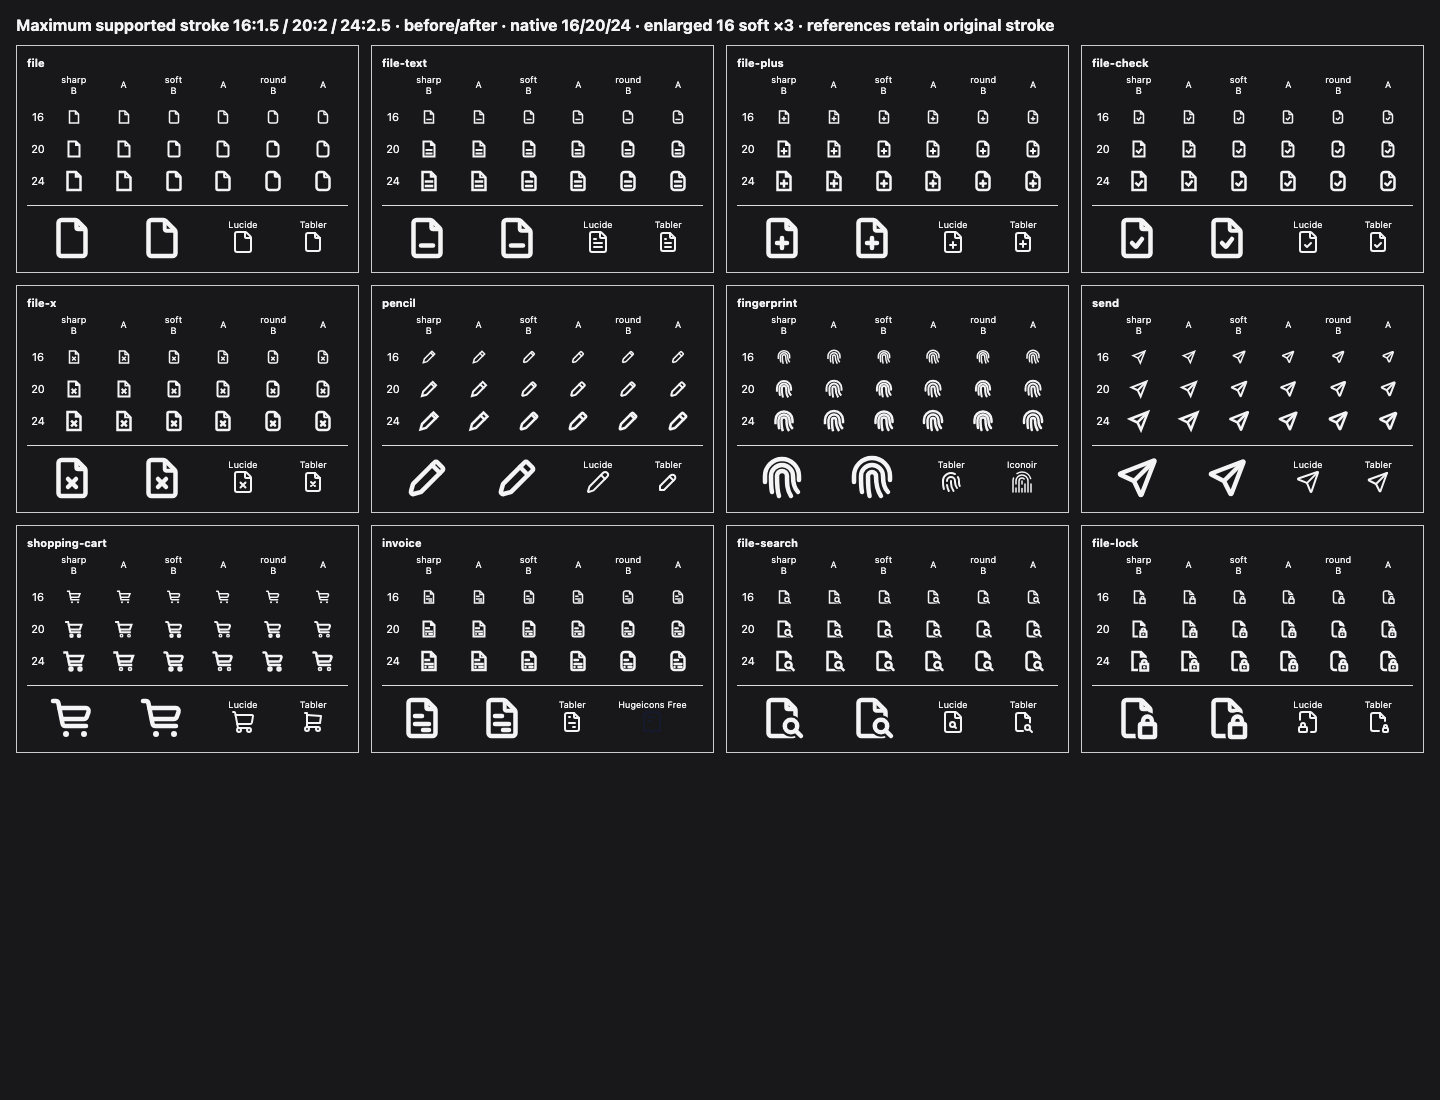 Maximum supported stroke 16:1.5 / 20:2 / 24:2.5 · before/after · native 16/20/24 · enlarged 16 soft ×3 · references retain original stroke
file
sharp B A soft B A round B A
16
20
24
Lucide Tabler
file-text
sharp B A soft B A round B A
16
20
24
Lucide Tabler
file-plus
sharp B A soft B A round B A
16
20
24
Lucide Tabler
file-check
sharp B A soft B A round B A
16
20
24
Lucide Tabler
file-x
sharp B A soft B A round B A
16
20
24
Lucide Tabler
pencil
sharp B A soft B A round B A
16
20
24
Lucide Tabler
fingerprint
sharp B A soft B A round B A
16
20
24
Tabler Iconoir
send
sharp B A soft B A round B A
16
20
24
Lucide Tabler
shopping-cart
sharp B A soft B A round B A
16
20
24
Lucide Tabler
invoice
sharp B A soft B A round B A
16
20
24
Tabler Hugeicons Free
file-search
sharp B A soft B A round B A
16
20
24
Lucide Tabler
file-lock
sharp B A soft B A round B A
16
20
24
Lucide Tabler